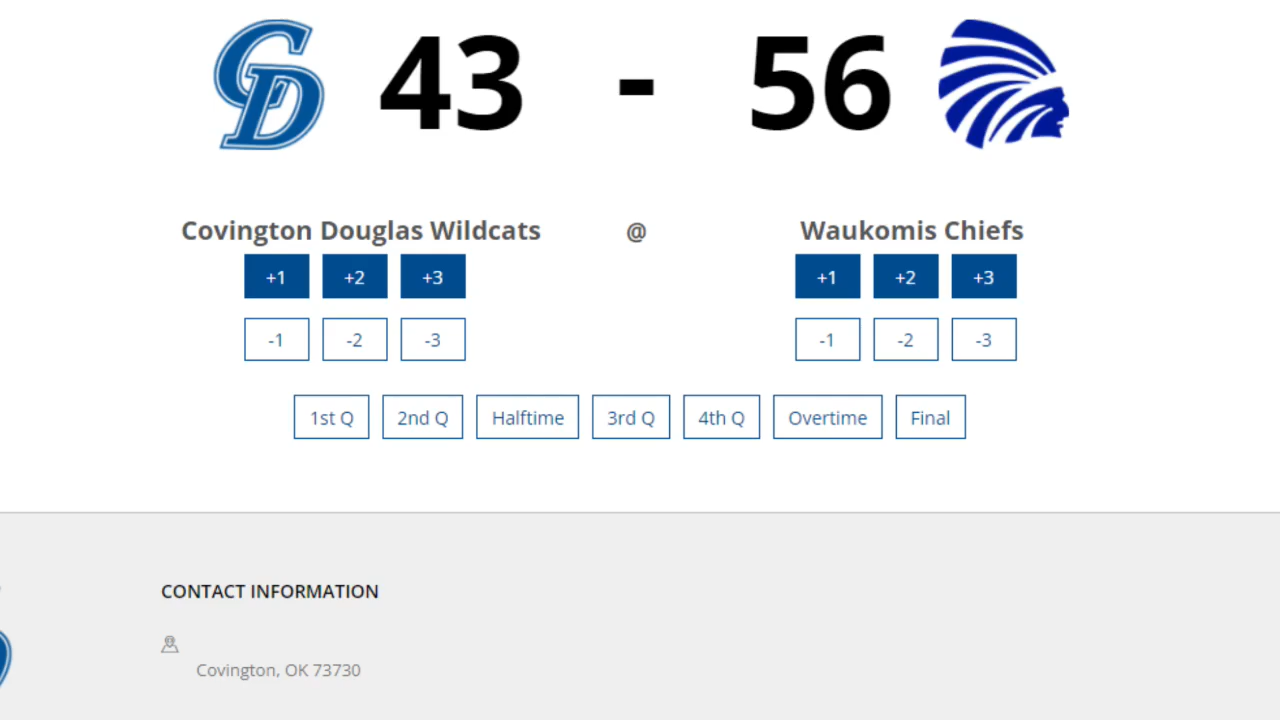 43 - 56
Covington Douglas Wildcats @ Waukomis Chiefs
+1 +2 +3 +1 +2 +3
-1 -2 -3 -1 -2 -3
1st Q 2nd Q Halftime 3rd Q 4th Q Overtime Final
CONTACT INFORMATION
Covington, OK 73730